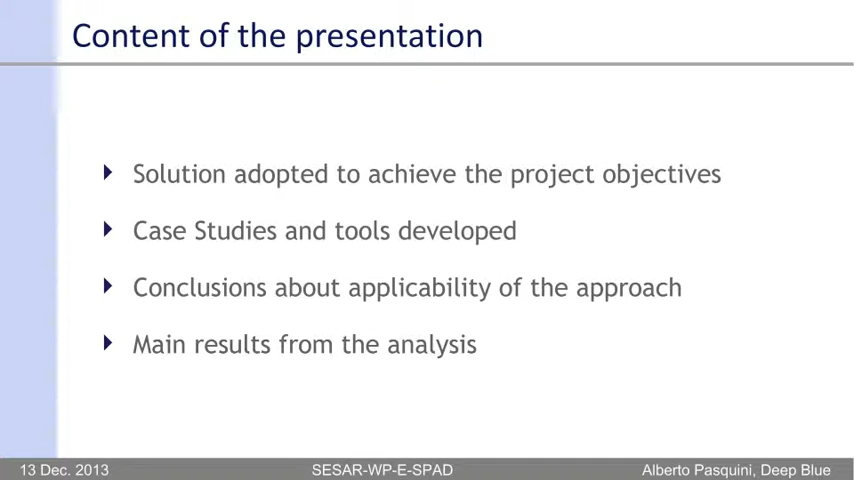 Content of the presentation
Solution adopted to achieve the project objectives
Case Studies and tools developed
Conclusions about applicability of the approach
Main results from the analysis
13 Dec. 2013 SESAR-WP-E-SPAD Alberto Pasquini, Deep Blue